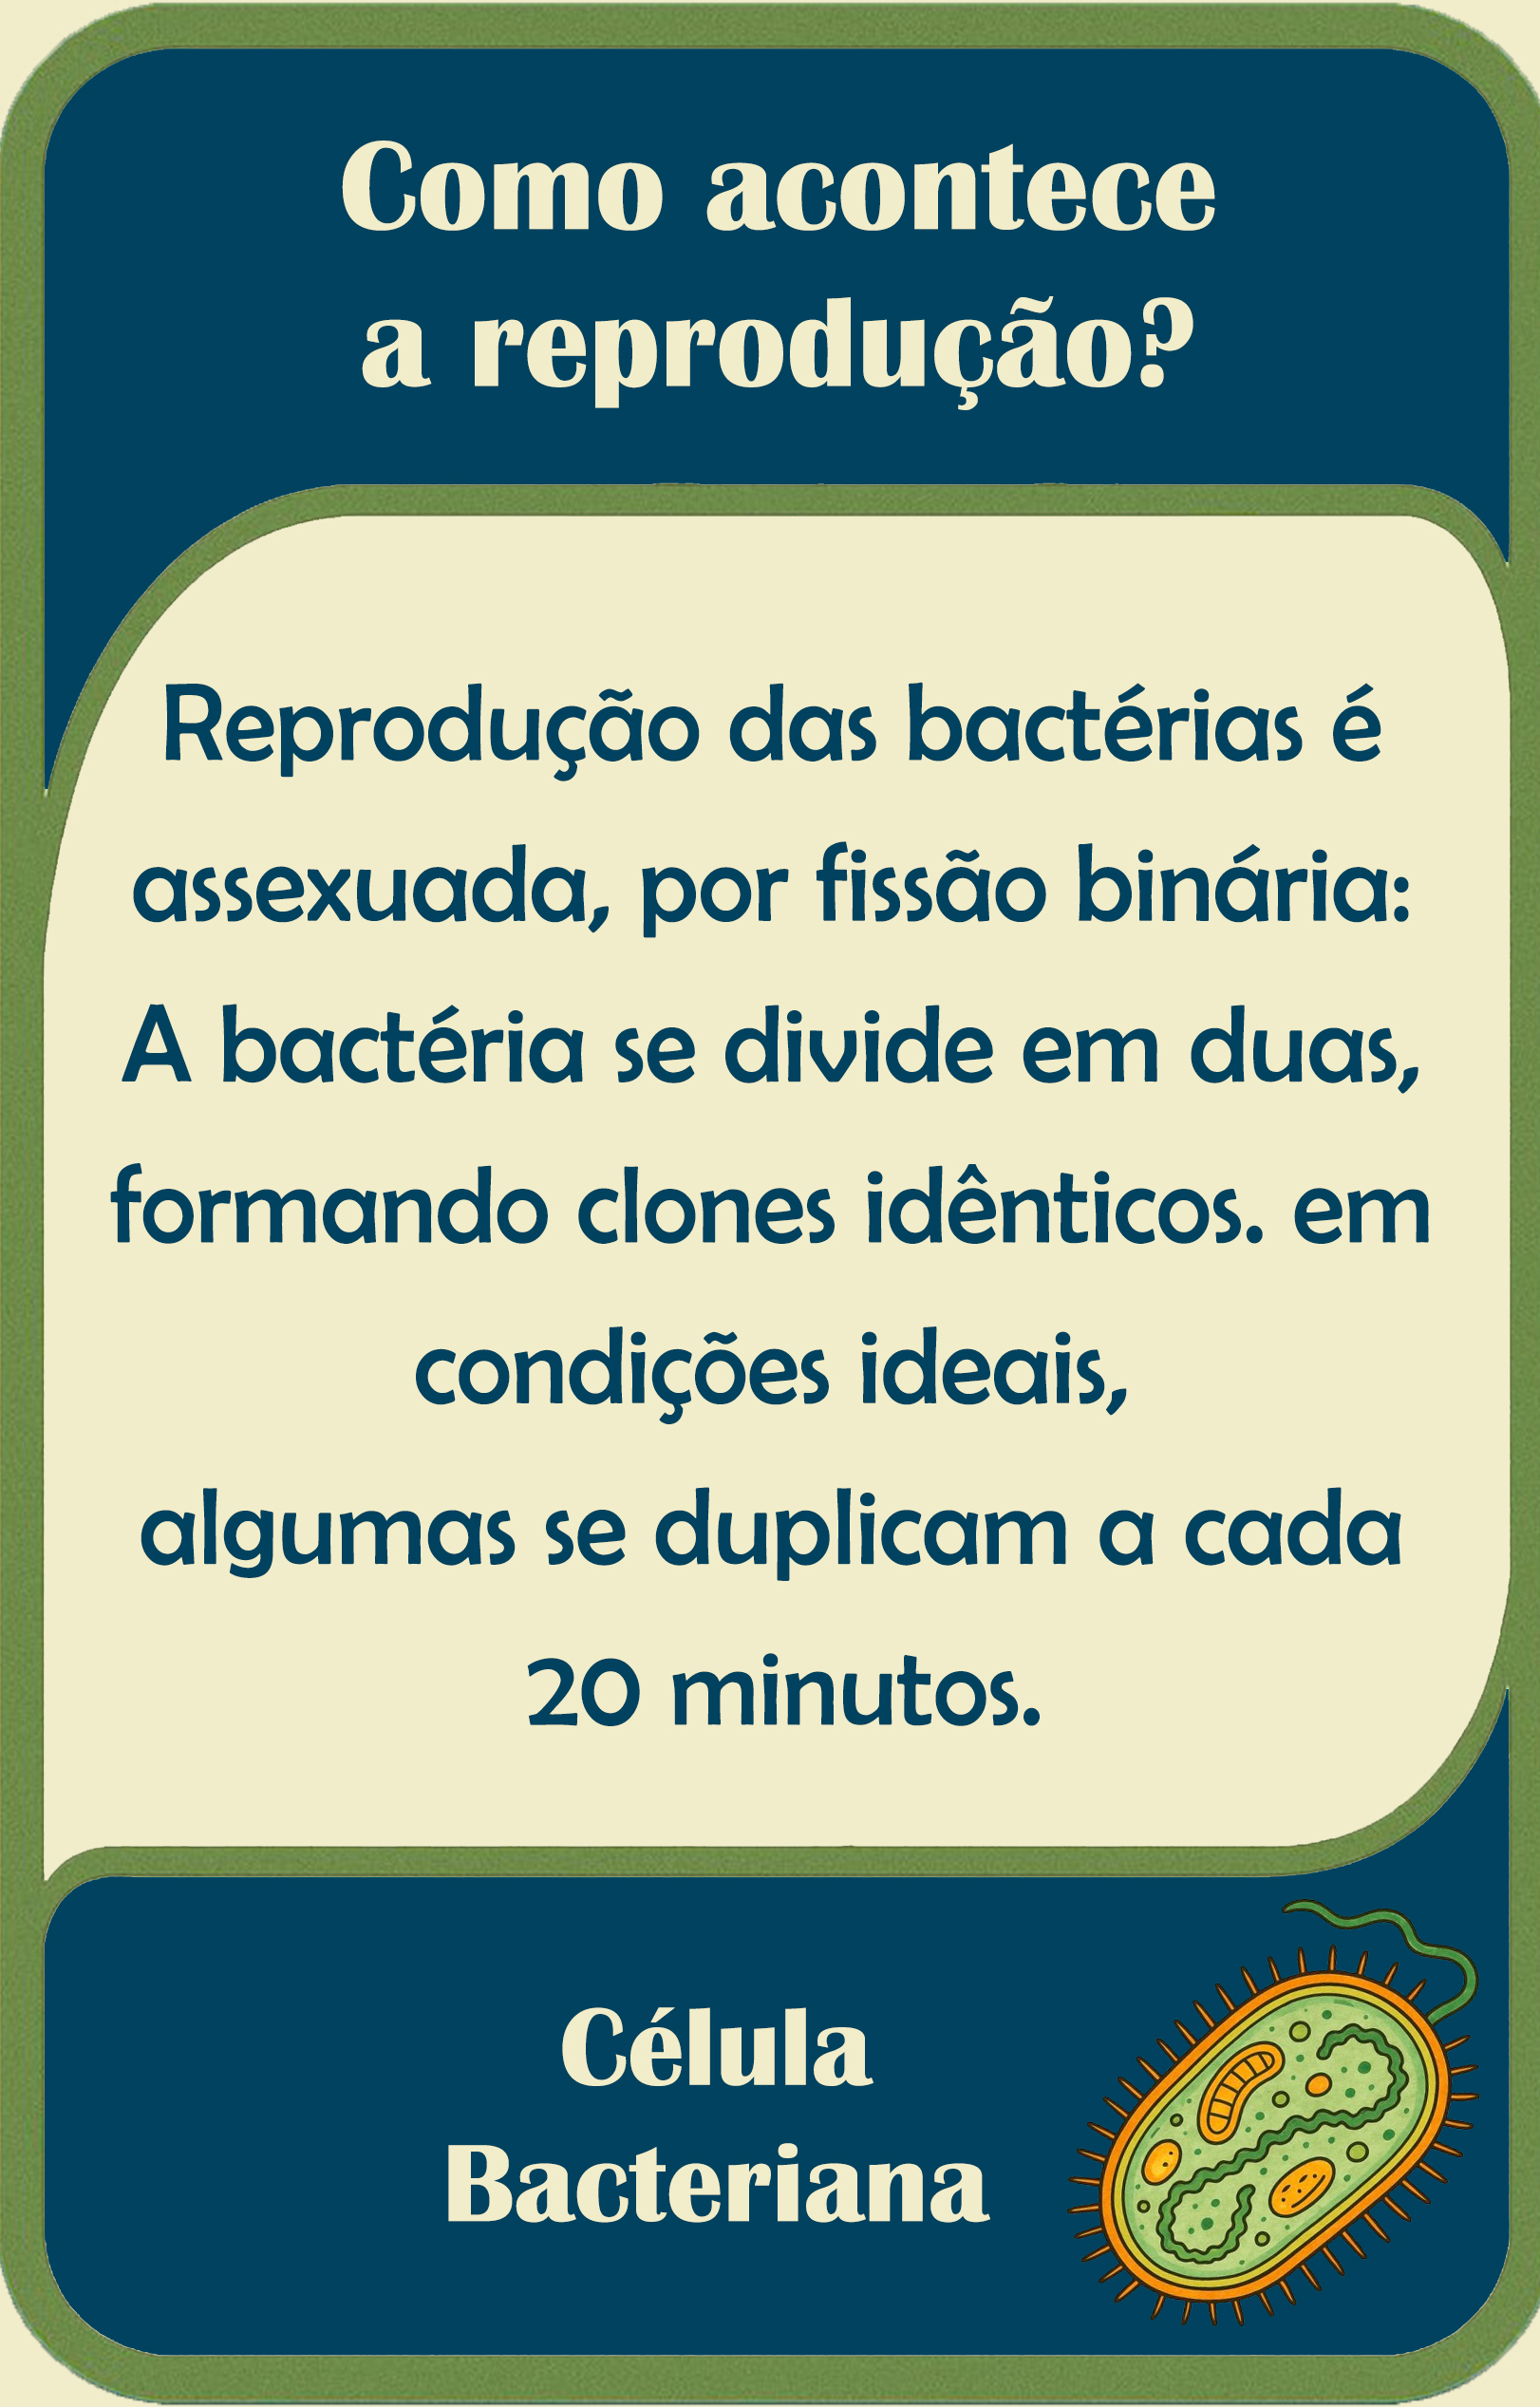 Como acontece
a reprodução?
Reprodução das bactérias é
assexuada, por fissão binária:
A bactéria se divide em duas,
formando clones idênticos. em
condições ideais,
algumas se duplicam a cada
20 minutos.
Célula
Bacteriana